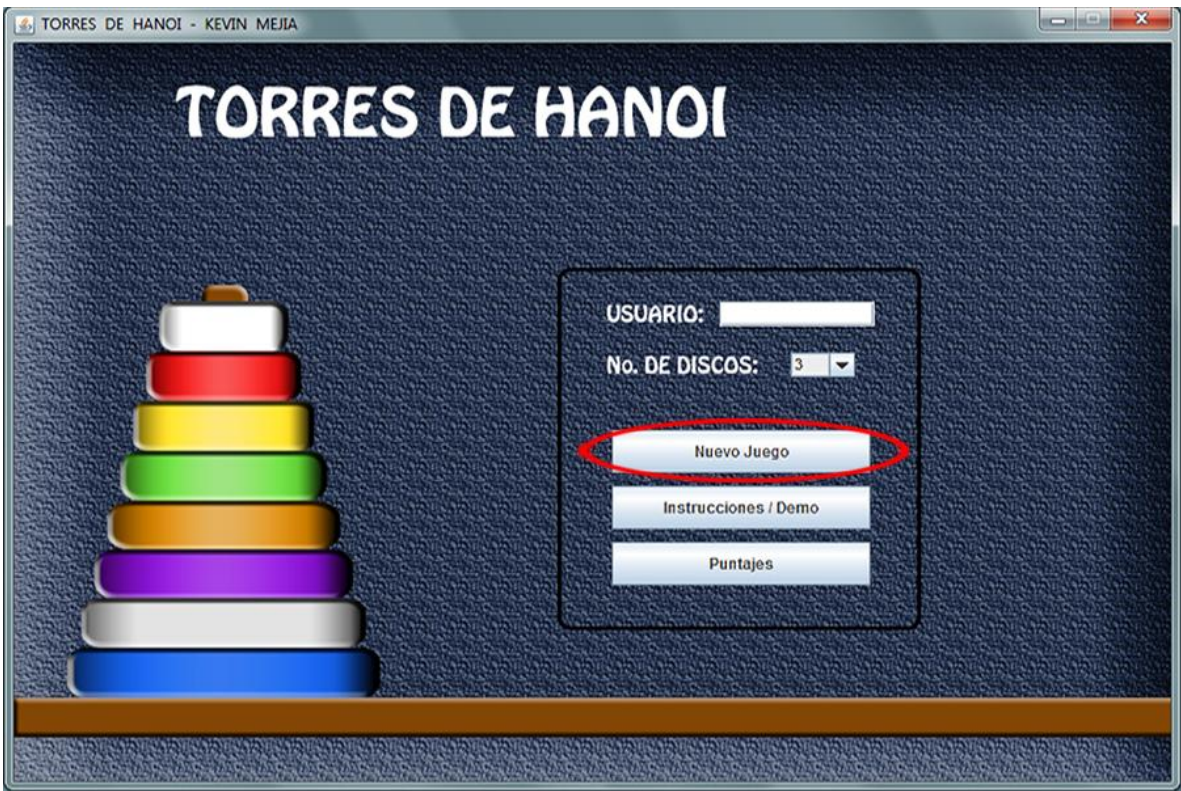 TORRES DE HANOI - KEVIN MEJIA
TORRES DE HANOI
USUARIO:
No. DE DISCOS: 3
Nuevo Juego
Instrucciones / Demo
Puntajes